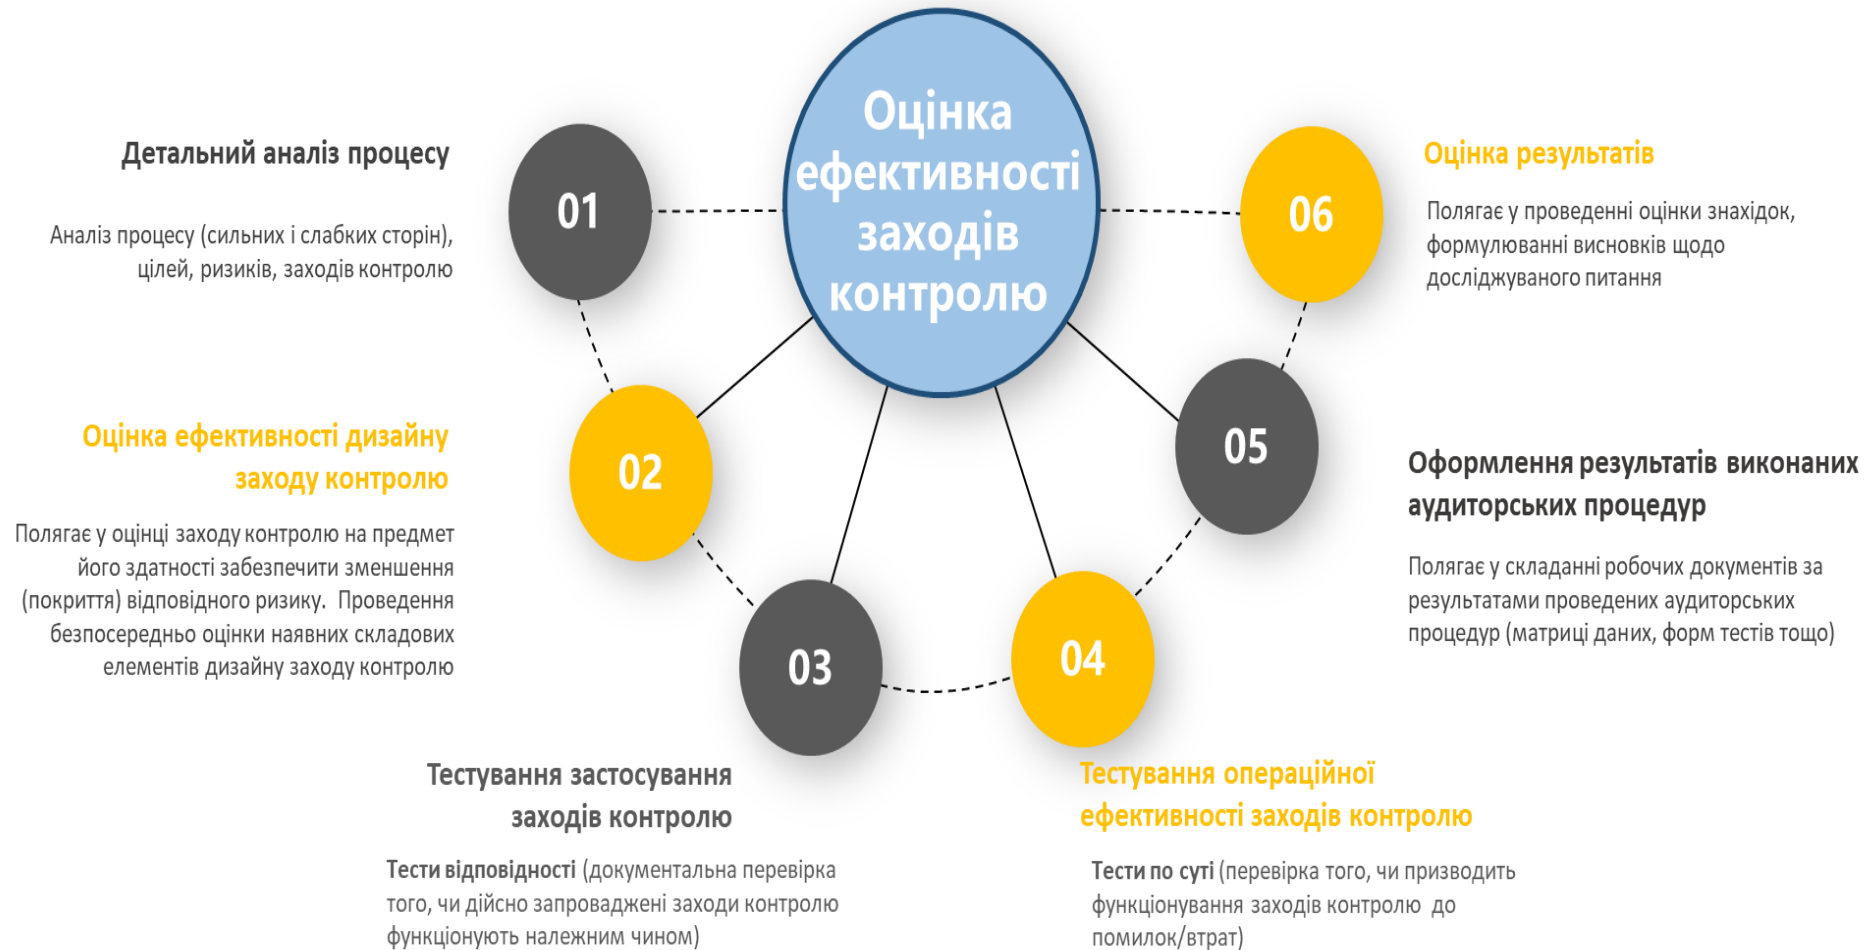 Оцінка
ефективності
заходів
контролю
01
Детальний аналіз процесу
Аналіз процесу (сильних і слабких сторін),
цілей, ризиків, заходів контролю
02
Оцінка ефективності дизайну
заходу контролю
Полягає у оцінці заходу контролю на предмет
його здатності забезпечити зменшення
(покриття) відповідного ризику. Проведення
безпосередньо оцінки наявних складових
елементів дизайну заходу контролю
03
Тестування застосування
заходів контролю
Тести відповідності (документальна перевірка
того, чи дійсно запроваджені заходи контролю
функціонують належним чином)
04
Тестування операційної
ефективності заходів контролю
Тести по суті (перевірка того, чи призводить
функціонування заходів контролю до
помилок/втрат)
05
Оформлення результатів виконаних
аудиторських процедур
Полягає у складанні робочих документів за
результатами проведених аудиторських
процедур (матриці даних, форм тестів тощо)
06
Оцінка результатів
Полягає у проведенні оцінки знахідок,
формулюванні висновків щодо
досліджуваного питання